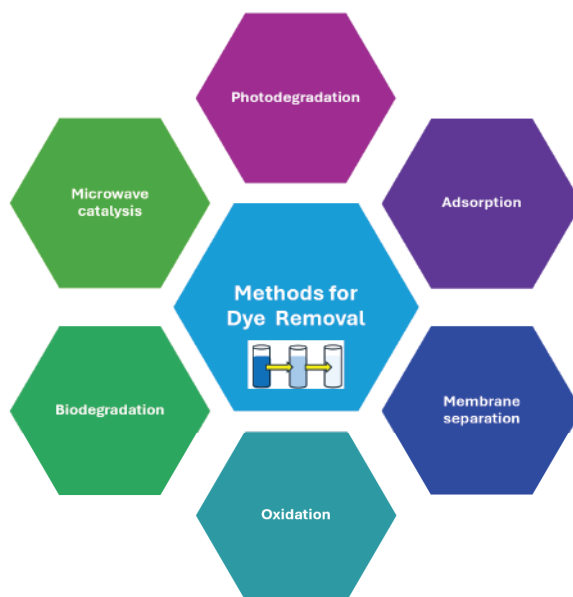 Photodegradation
Microwave
catalysis
Adsorption
Methods for
Dye Removal
Biodegradation
Membrane
separation
Oxidation